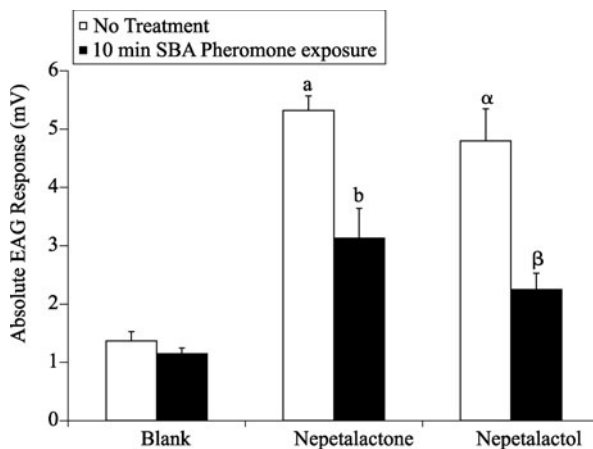 No Treatment
10 min SBA Pheromone exposure
Absolute EAG Response (mV)
6
5
4
3
2
1
0
a
b
α
β
Blank
Nepetalactone
Nepetalactol